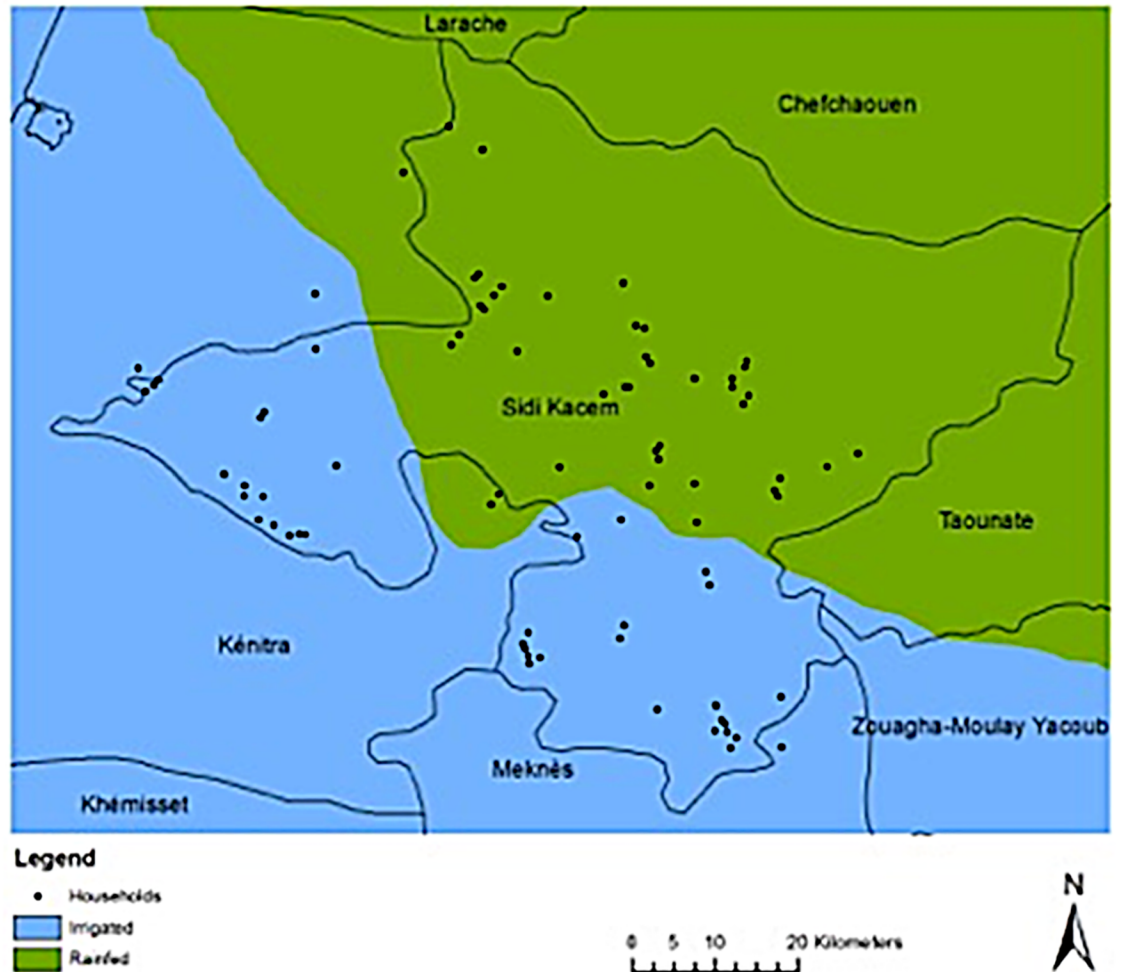 Larache
Chefchaouen
Sidi Kacem
Taounate
Kénitra
Zouagha-Moulay Yacoub
Meknès
Khémisset
Legend
Households
Irrigated
Rainfed
0 5 10 20 Kilometers
N